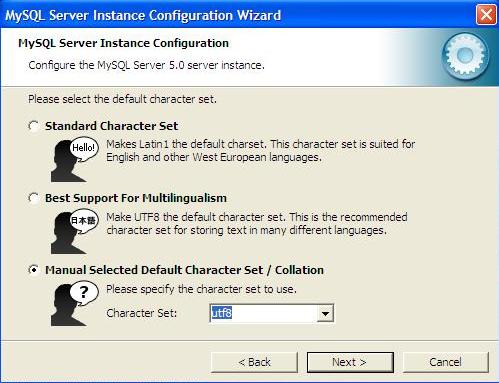 MySQL Server Instance Configuration Wizard
MySQL Server Instance Configuration
Configure the MySQL Server 5.0 server instance.
Please select the default character set.
Standard Character Set
Hello!
Makes Latin1 the default charset. This character set is suited for
English and other West European languages.
Best Support For Multilingualism
日本語
Make UTF8 the default character set. This is the recommended
character set for storing text in many different languages.
Manual Selected Default Character Set / Collation
?
Please specify the character set to use.
Character Set: utf8
< Back Next > Cancel